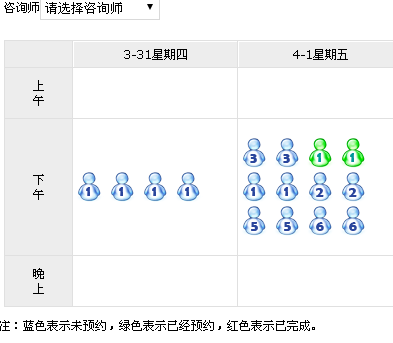 咨询师 请选择咨询师 ▼
3-31星期四 4-1星期五
上
午
3 3 1 1
下
午
1 1 1 1 1 1 2 2
5 5 6 6
晚
上
注：蓝色表示未预约，绿色表示已经预约，红色表示已完成。